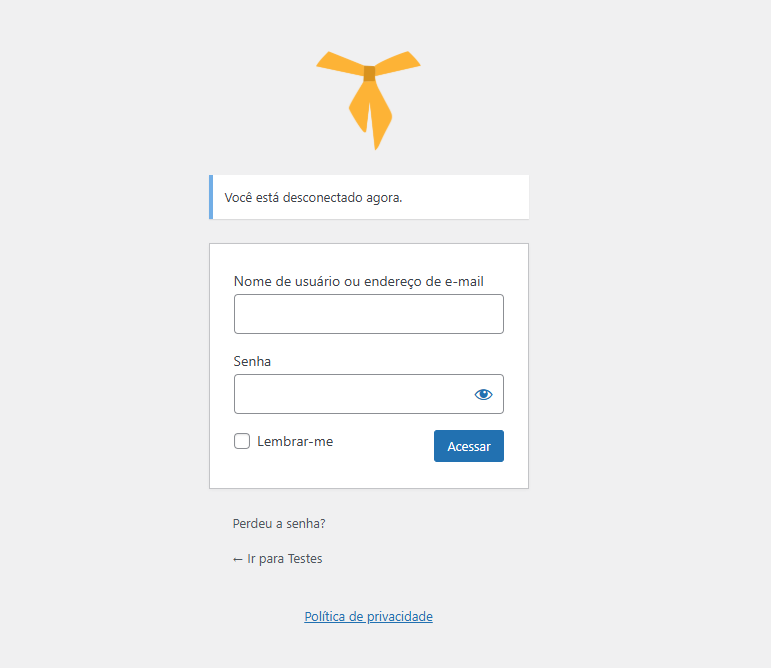 Você está desconectado agora.
Nome de usuário ou endereço de e-mail
Senha
Lembrar-me
Acessar
Perdeu a senha?
← Ir para Testes
Política de privacidade